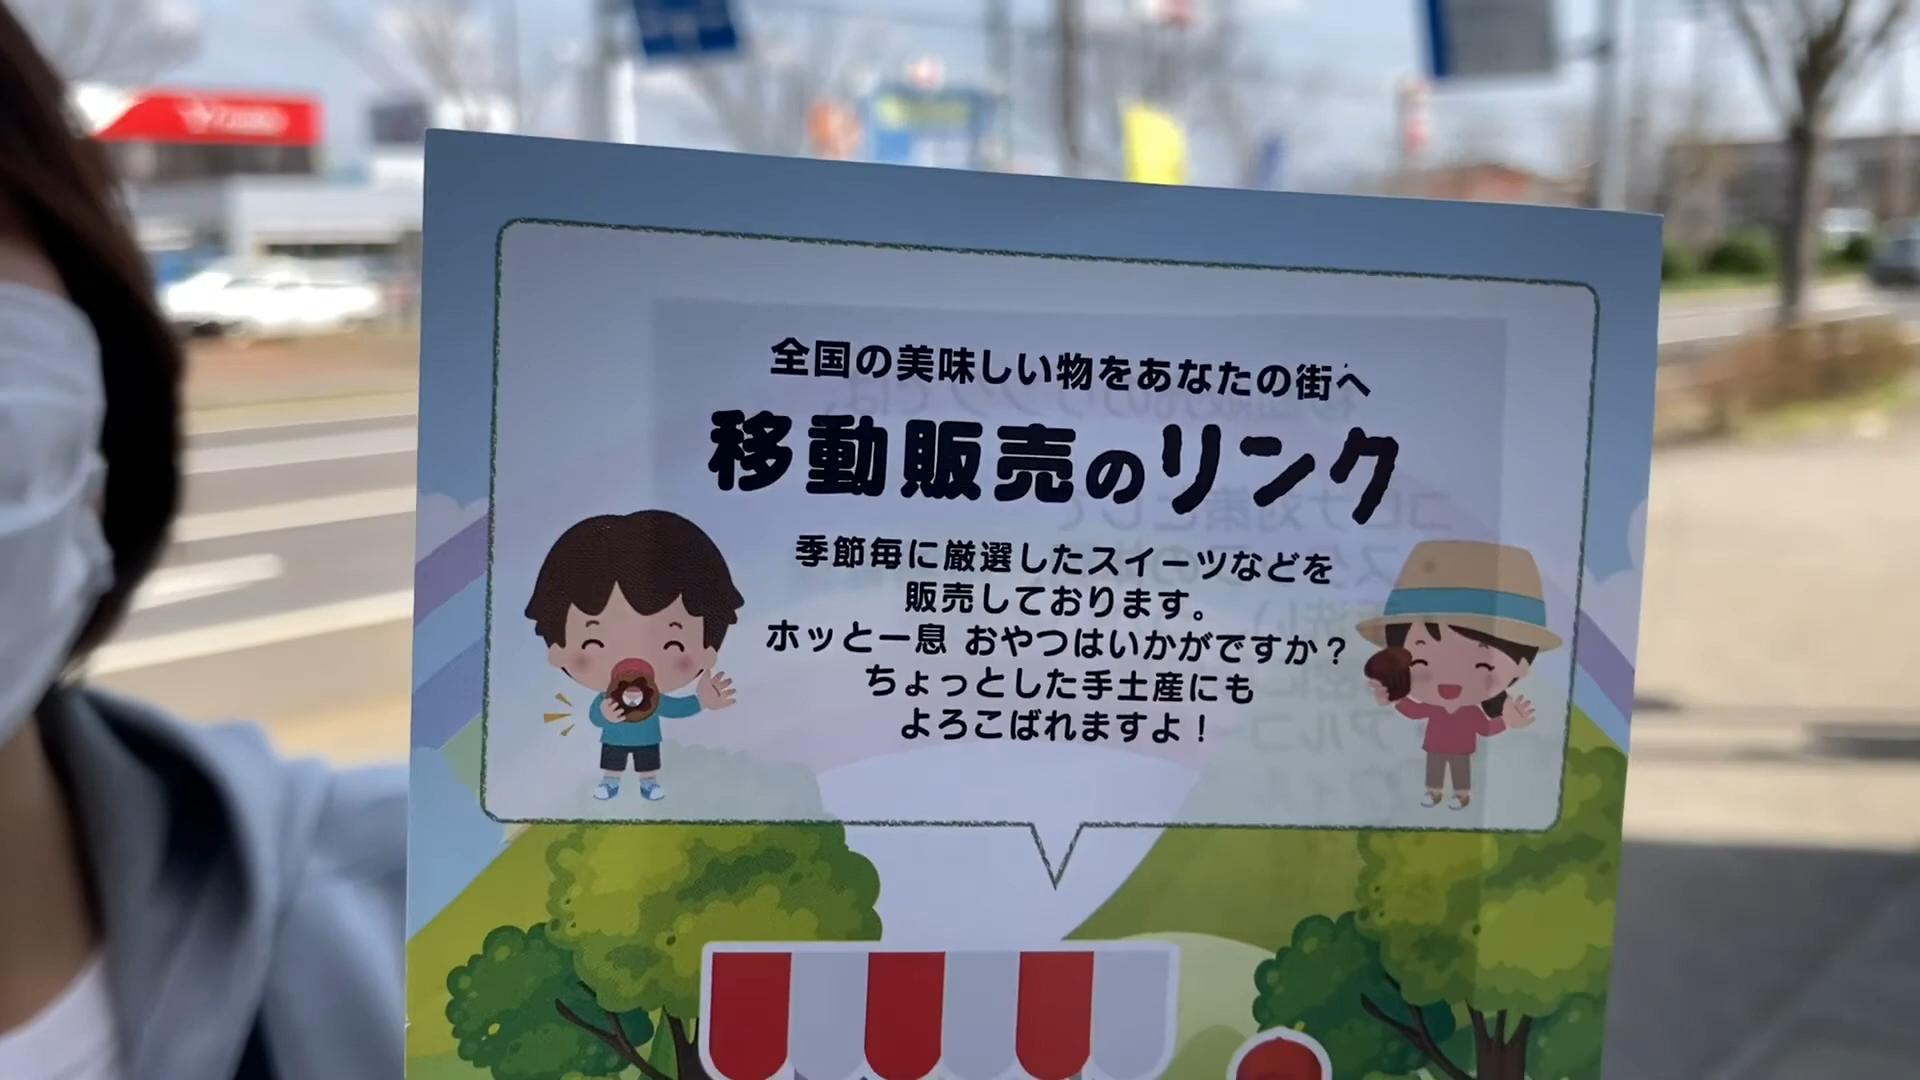 全国の美味しい物をあなたの街へ
移動販売のリンク
季節毎に厳選したスイーツなどを
販売しております。
ホッと一息 おやつはいかがですか？
ちょっとした手土産にも
よろこばれますよ！